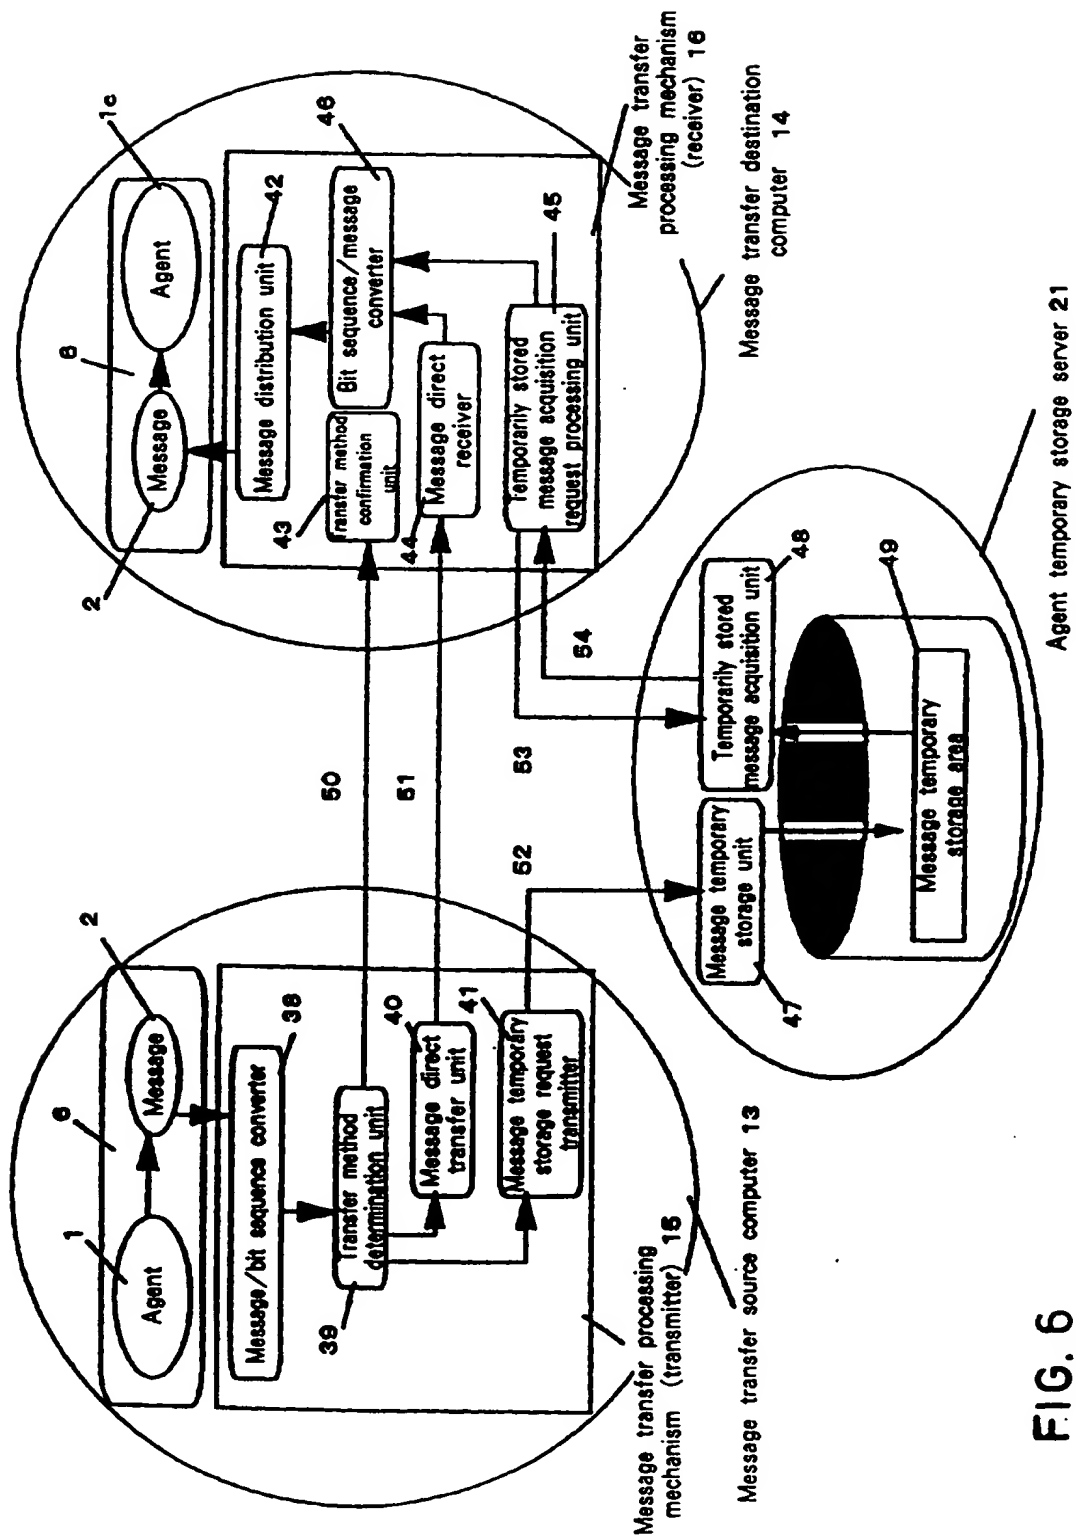 1
6
2
Agent
Message
Message/bit sequence converter
38
39
Transfer method
determination unit
40
Message direct
transfer unit
41
Message temporary
storage request
transmitter
Message transfer processing
mechanism (transmitter) 15
Message transfer source computer 13
50
51
52
53
54
2
6
1c
Message
Agent
Message distribution unit
42
43
Transfer method
confirmation
unit
Bit sequence/message
converter
46
44
Message direct
receiver
Temporarily stored
message acquisition
request processing unit
45
Message transfer
processing mechanism
(receiver) 16
Message transfer destination
computer 14
47
Message temporary
storage unit
Temporarily stored
message acquisition unit
48
49
Message temporary
storage area
Agent temporary storage server 21
FIG. 6